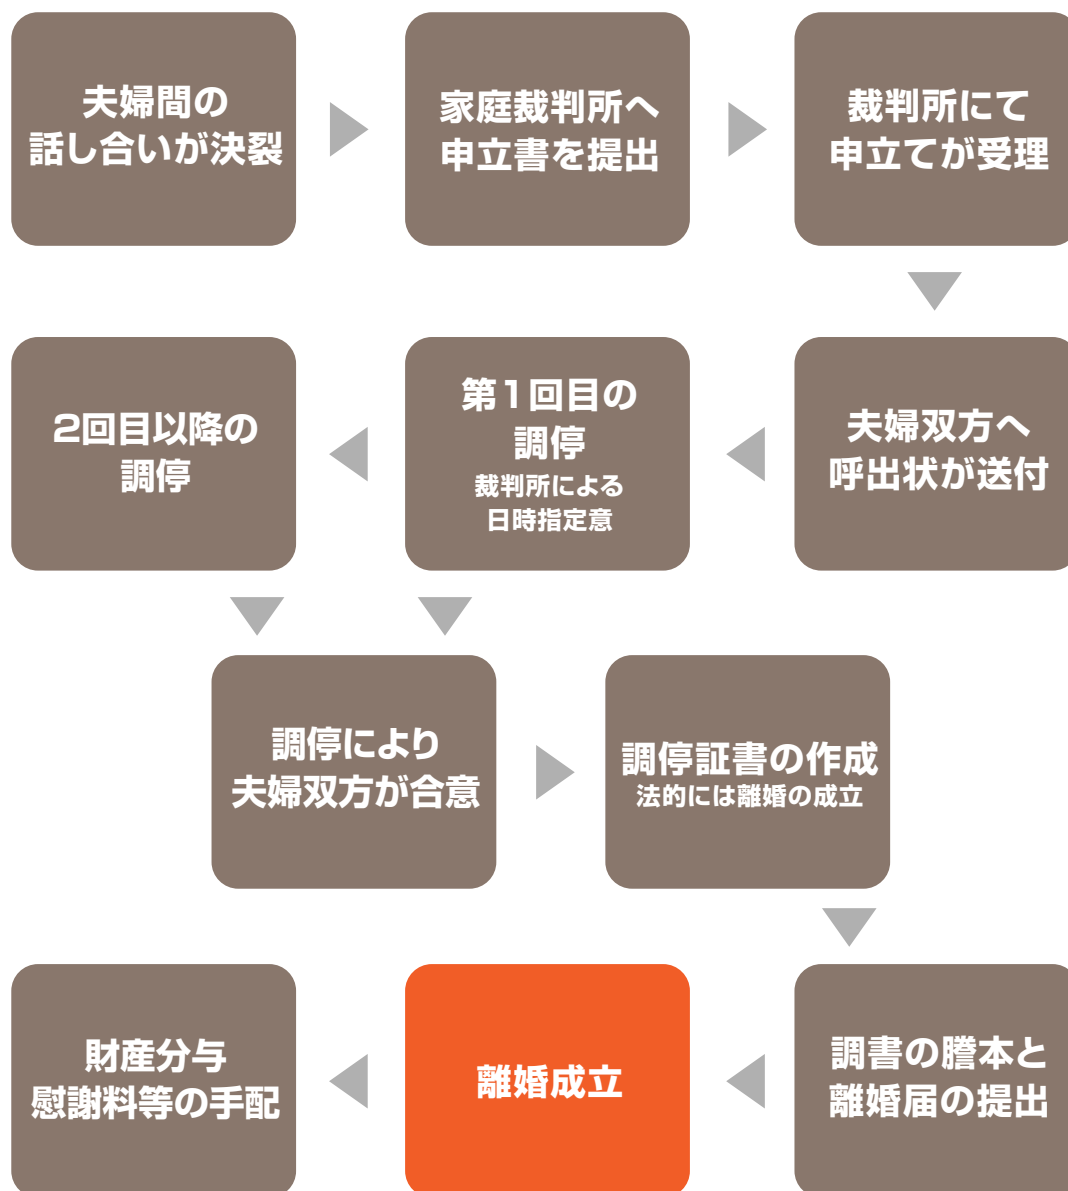 夫婦間の
話し合いが決裂
家庭裁判所へ
申立書を提出
裁判所にて
申立てが受理
夫婦双方へ
呼出状が送付
第1回目の
調停
裁判所による
日時指定意
2回目以降の
調停
調停により
夫婦双方が合意
調停証書の作成
法的には離婚の成立
調書の謄本と
離婚届の提出
離婚成立
財産分与
慰謝料等の手配